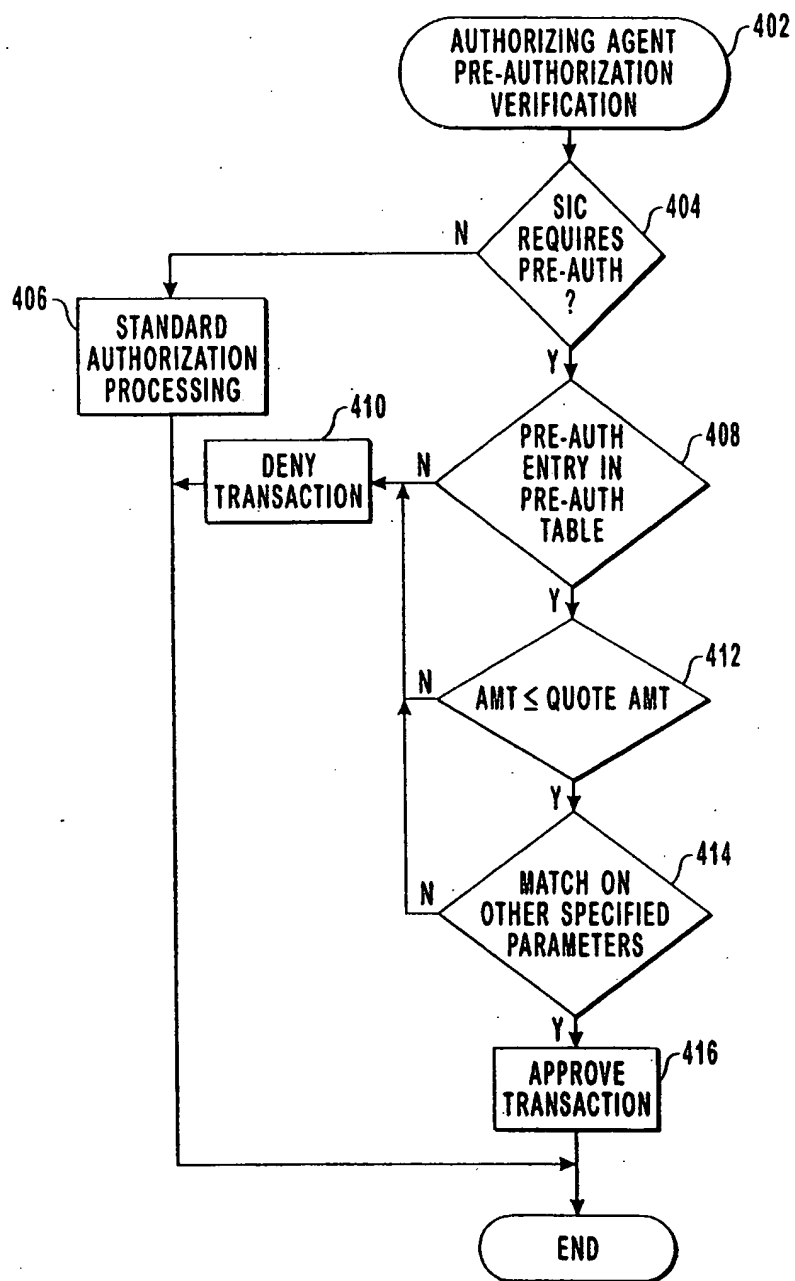 402
AUTHORIZING AGENT
PRE-AUTHORIZATION
VERIFICATION
404
SIC
REQUIRES
PRE-AUTH
?
N
Y
406
STANDARD
AUTHORIZATION
PROCESSING
408
PRE-AUTH
ENTRY IN
PRE-AUTH
TABLE
N
Y
410
DENY
TRANSACTION
412
AMT ≤ QUOTE AMT
N
Y
414
MATCH ON
OTHER SPECIFIED
PARAMETERS
N
Y
416
APPROVE
TRANSACTION
END